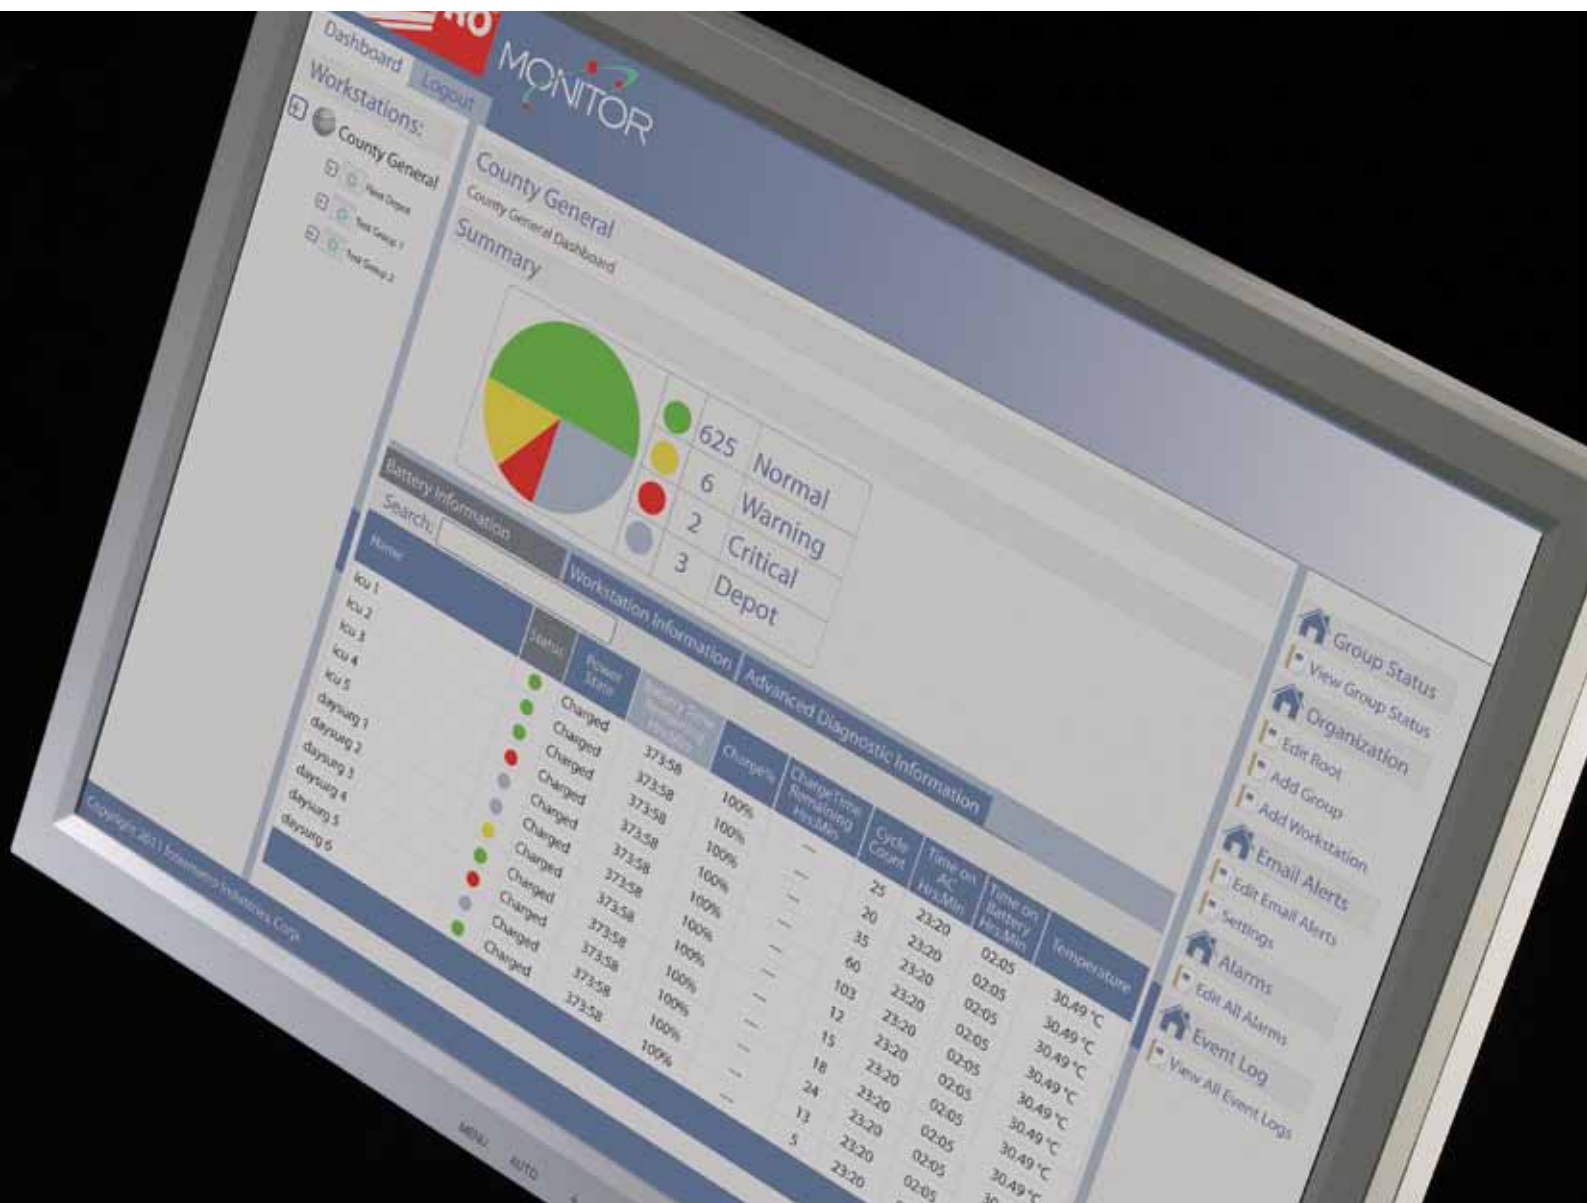 RO
MONITOR
Dashboard
Logout
Workstations:
County General
Test Group 1
Test Group 2
County General
County General Dashboard
Summary
625 Normal
6 Warning
2 Critical
3 Depot
Battery Information
Workstation Information
Advanced Diagnostic Information
Search:
Name
Status
Power State
Charge%
Charge Time Remaining Hrs:Min
Cycle Count
Time on AC Hrs:Min
Time on Battery Hrs:Min
Temperature
icu 1 Charged 373:58 100% --- 25 23:20 02:05 30.49 °C
icu 2 Charged 373:58 100% --- 20 23:20 02:05 30.49 °C
icu 3 Charged 373:58 100% --- 35 23:20 02:05 30.49 °C
icu 4 Charged 373:58 100% --- 60 23:20 02:05 30.49 °C
icu 5 Charged 373:58 100% --- 103 23:20 02:05 30.49 °C
daysurg 1 Charged 373:58 100% --- 12 23:20 02:05 30.49 °C
daysurg 2 Charged 373:58 100% --- 15 23:20 02:05 30.49 °C
daysurg 3 Charged 373:58 100% --- 18 23:20 02:05 30.49 °C
daysurg 4 Charged 373:58 100% --- 24 23:20 02:05
daysurg 5 Charged 373:58 100% --- 13 23:20 02:05
daysurg 6 Charged 373:58 100% --- 5 23:20
Group Status
View Group Status
Organization
Edit Root
Add Group
Add Workstation
Email Alerts
Edit Email Alerts
Settings
Alarms
Edit All Alarms
Event Log
View All Event Logs
Copyright 2011 Intermetro Industries Corp.
MENU
AUTO